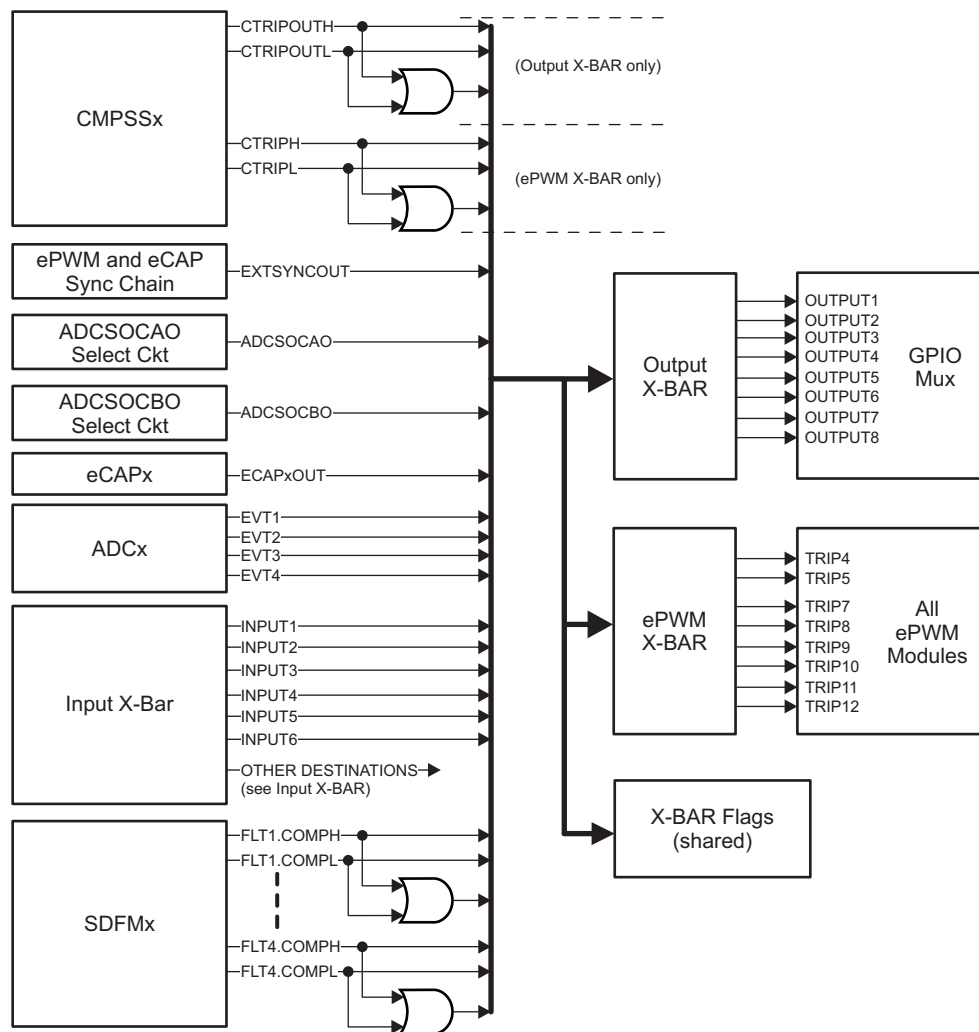 CMPSSx
CTRIPOUTH
CTRIPOUTL
(Output X-BAR only)
CTRIPH
CTRIPL
(ePWM X-BAR only)
ePWM and eCAP
Sync Chain
EXTSYNCOUT
ADCSOCAO
Select Ckt
ADCSOCAO
ADCSOCBO
Select Ckt
ADCSOCBO
eCAPx
ECAPxOUT
ADCx
EVT1
EVT2
EVT3
EVT4
Input X-Bar
INPUT1
INPUT2
INPUT3
INPUT4
INPUT5
INPUT6
OTHER DESTINATIONS
(see Input X-BAR)
SDFMx
FLT1.COMPH
FLT1.COMPL
FLT4.COMPH
FLT4.COMPL
Output
X-BAR
OUTPUT1
OUTPUT2
OUTPUT3
OUTPUT4
OUTPUT5
OUTPUT6
OUTPUT7
OUTPUT8
GPIO
Mux
ePWM
X-BAR
TRIP4
TRIP5
TRIP7
TRIP8
TRIP9
TRIP10
TRIP11
TRIP12
All
ePWM
Modules
X-BAR Flags
(shared)